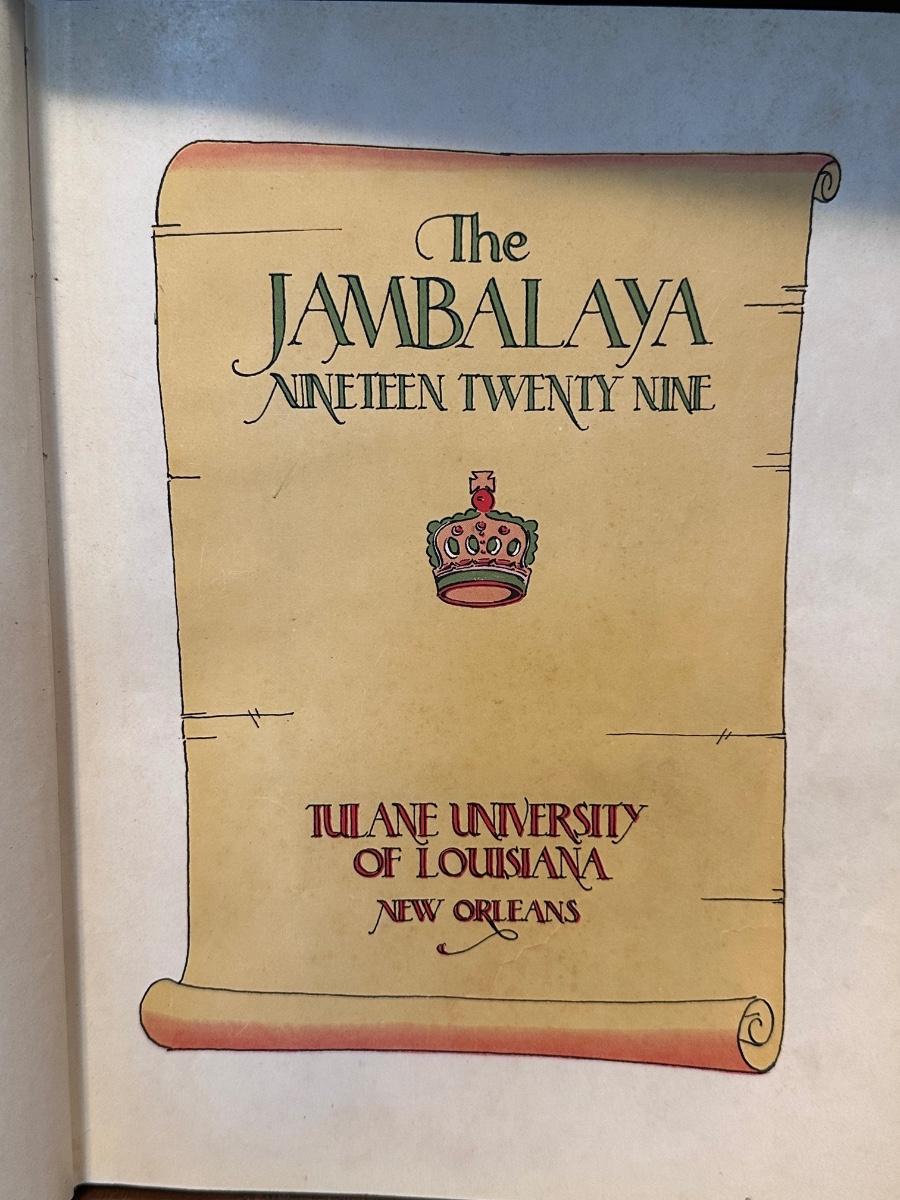 The
JAMBALAYA
NINETEEN TWENTY NINE
TULANE UNIVERSITY
OF LOUISIANA
NEW ORLEANS